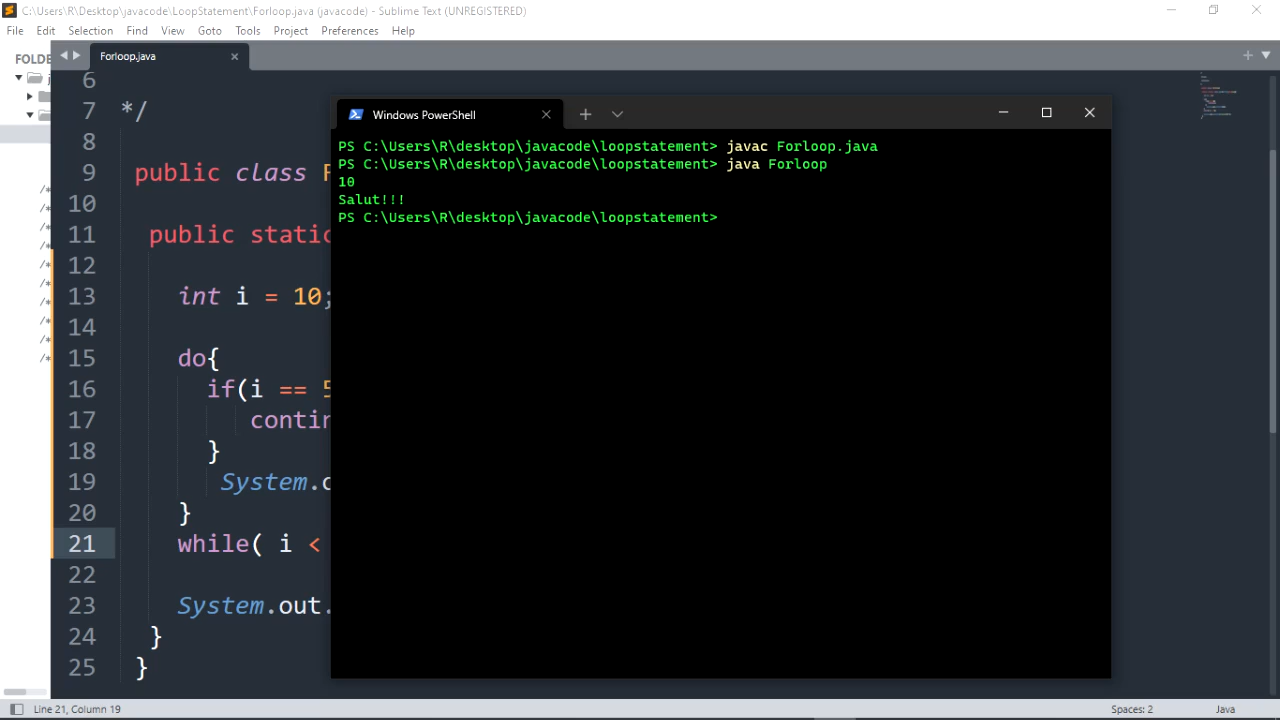 C:\Users\R\Desktop\javacode\LoopStatement\Forloop.java (javacode) - Sublime Text (UNREGISTERED)
File Edit Selection Find View Goto Tools Project Preferences Help
FOLDE
Forloop.java
Windows PowerShell
PS C:\Users\R\desktop\javacode\loopstatement> javac Forloop.java
PS C:\Users\R\desktop\javacode\loopstatement> java Forloop
10
Salut!!!
PS C:\Users\R\desktop\javacode\loopstatement>
6
7 */
8
9 public class F
10
11 public static
12
13 int i = 10;
14
15 do{
16 if(i == 5
17 contin
18 }
19 System.o
20 }
21 while( i <
22
23 System.out.
24 }
25 }
/*
/*
/*
/*
/*
/*
/*
/*
/*
/*
Line 21, Column 19
Spaces: 2
Java